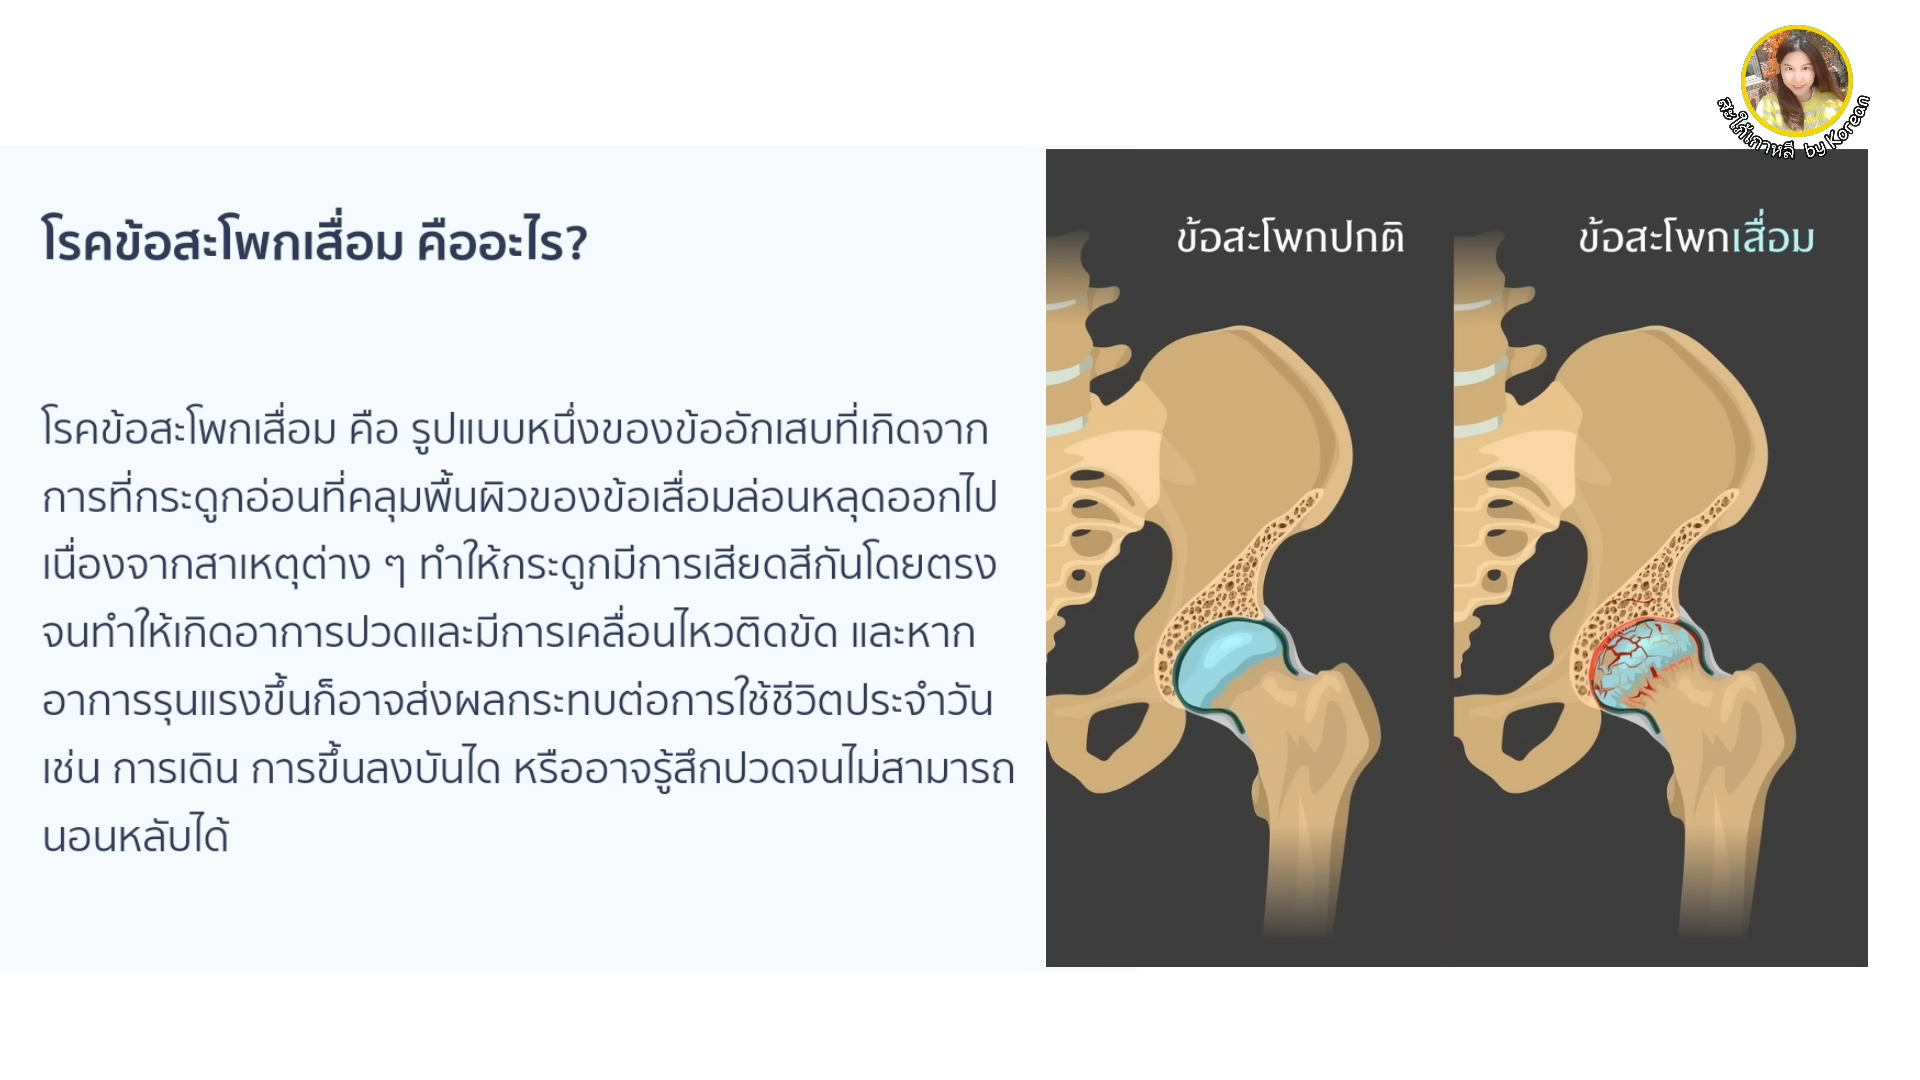 สะใภ้เกาหลี by Korean
โรคข้อสะโพกเสื่อม คืออะไร?
โรคข้อสะโพกเสื่อม คือ รูปแบบหนึ่งของข้ออักเสบที่เกิดจาก
การที่กระดูกอ่อนที่คลุมพื้นผิวของข้อเสื่อมล่อนหลุดออกไป
เนื่องจากสาเหตุต่าง ๆ ทำให้กระดูกมีการเสียดสีกันโดยตรง
จนทำให้เกิดอาการปวดและมีการเคลื่อนไหวติดขัด และหาก
อาการรุนแรงขึ้นก็อาจส่งผลกระทบต่อการใช้ชีวิตประจำวัน
เช่น การเดิน การขึ้นลงบันได หรืออาจรู้สึกปวดจนไม่สามารถ
นอนหลับได้
ข้อสะโพกปกติ
ข้อสะโพกเสื่อม